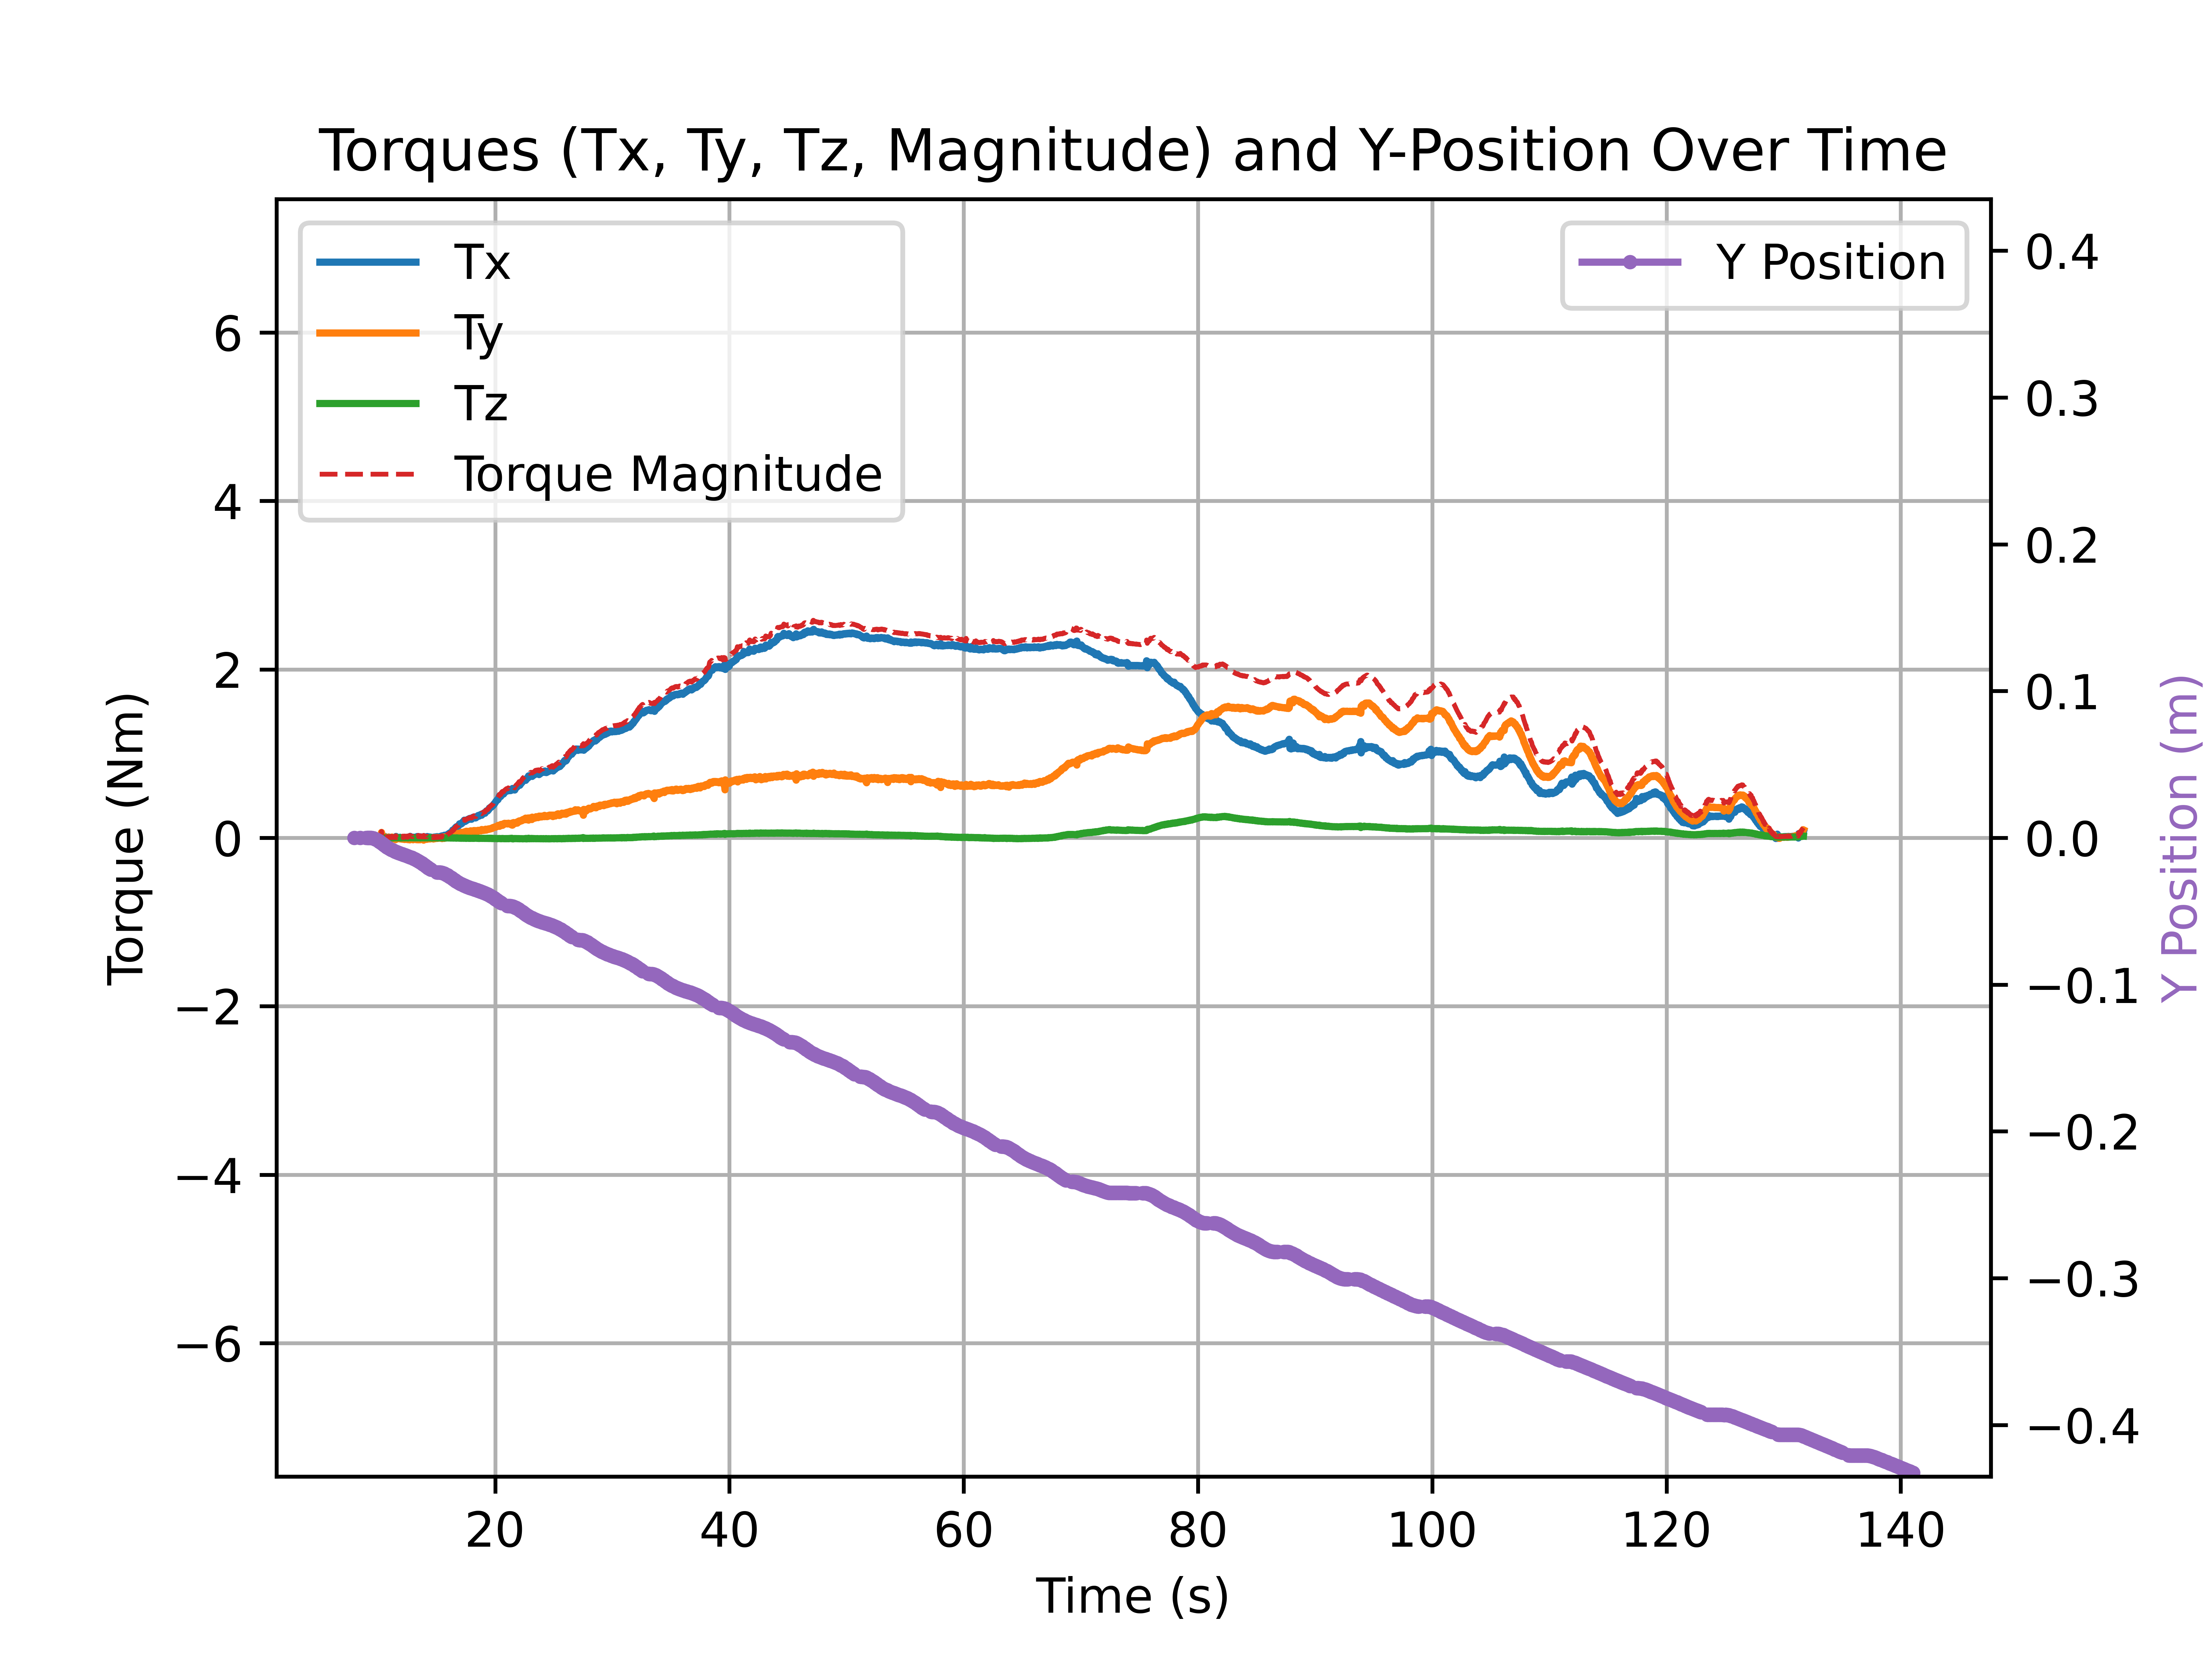 Torques (Tx, Ty, Tz, Magnitude) and Y-Position Over Time
Tx
Ty
Tz
Torque Magnitude
Y Position
6
4
2
0
−2
−4
−6
Torque (Nm)
0.4
0.3
0.2
0.1
0.0
−0.1
−0.2
−0.3
−0.4
Y Position (m)
20 40 60 80 100 120 140
Time (s)